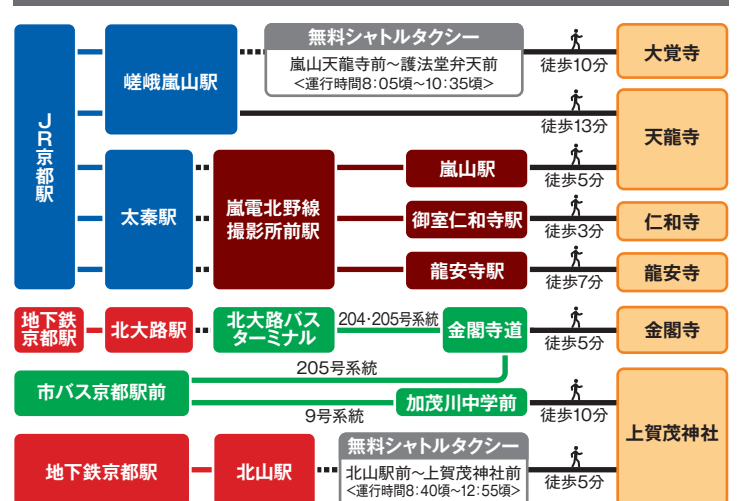 JR京都駅
嵯峨嵐山駅
無料シャトルタクシー
嵐山天龍寺前～護法堂弁天前
<運行時間8:05頃～10:35頃>
徒歩10分
大覚寺
徒歩13分
天龍寺
太秦駅
嵐電北野線
撮影所前駅
嵐山駅
徒歩5分
御室仁和寺駅
徒歩3分
仁和寺
龍安寺駅
徒歩7分
龍安寺
地下鉄
京都駅
北大路駅
北大路バス
ターミナル
204・205号系統
金閣寺道
徒歩5分
金閣寺
205号系統
市バス京都駅前
9号系統
加茂川中学前
徒歩10分
上賀茂神社
地下鉄京都駅
北山駅
無料シャトルタクシー
北山駅前～上賀茂神社前
<運行時間8:40頃～12:55頃>
徒歩5分